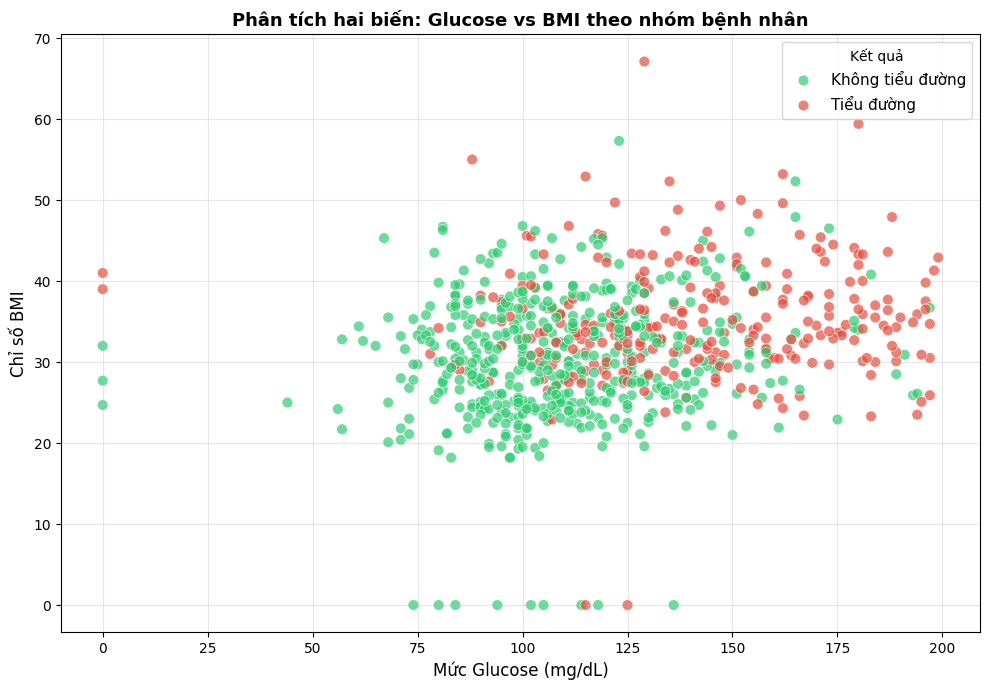 Phân tích hai biến: Glucose vs BMI theo nhóm bệnh nhân
Kết quả
Không tiểu đường
Tiểu đường
Chỉ số BMI
70
60
50
40
30
20
10
0
0
25
50
75
100
125
150
175
200
Mức Glucose (mg/dL)